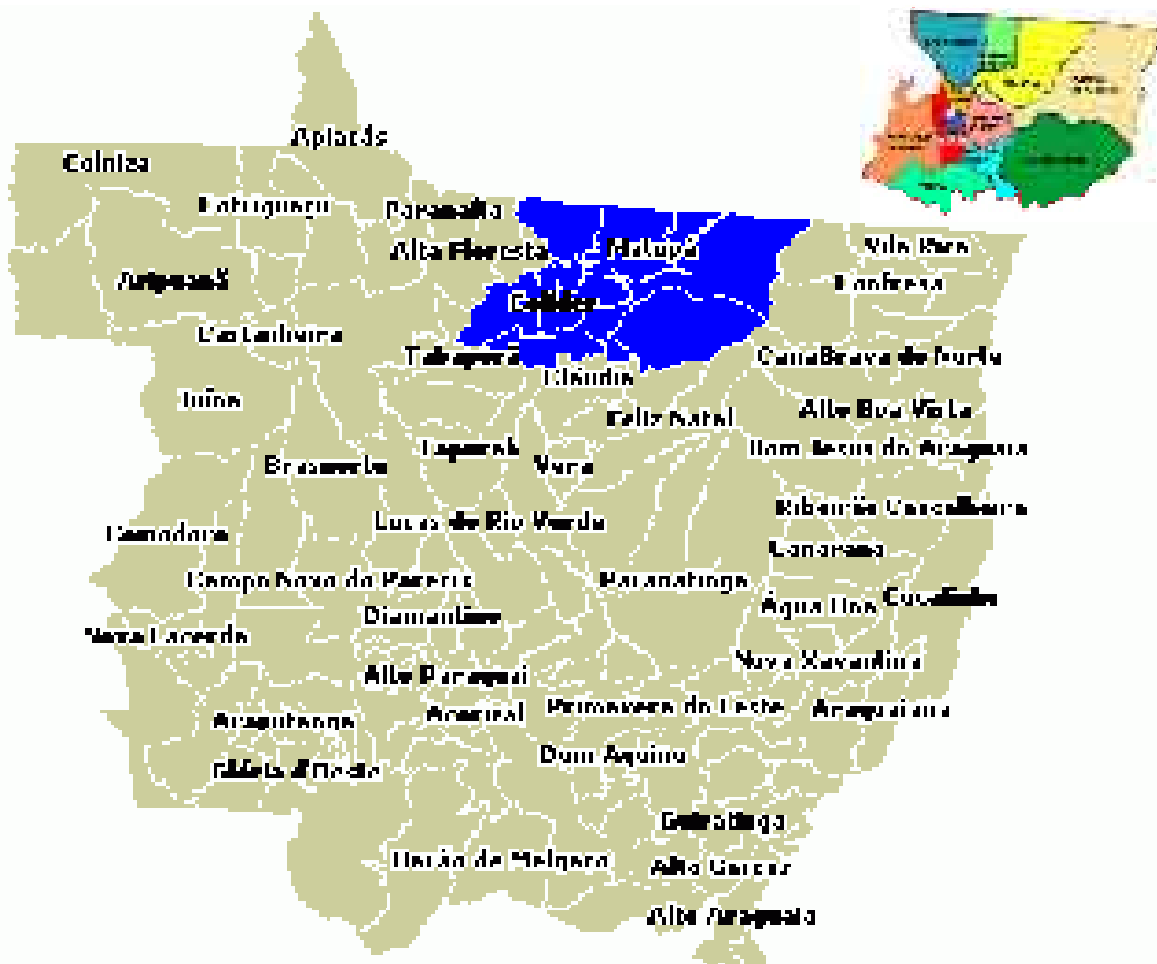 Apiacás
Colniza
Cotriguaçu
Paranaíta
Alta Floresta
Matupá
Vila Rica
Aripuanã
Confresa
Colíder
Castanheira
Tabaporã
CanaBrava do Norte
Cláudia
Juína
Feliz Natal
Alto Boa Vista
Tapurah
Vera
Bom Jesus do Araguaia
Brasnorte
Lucas do Rio Verde
Ribeirão Cascalheira
Comodoro
Canarana
Campo Novo do Parecis
Paranatinga
Água Boa
Cocalinho
Diamantino
Nova Lacerda
Nova Xavantina
Alto Paraguai
Primavera do Leste
Araguaiana
Araputanga
Acorizal
Dom Aquino
Glória d'Oeste
Guiratinga
Barão de Melgaço
Alto Garças
Alto Araguaia